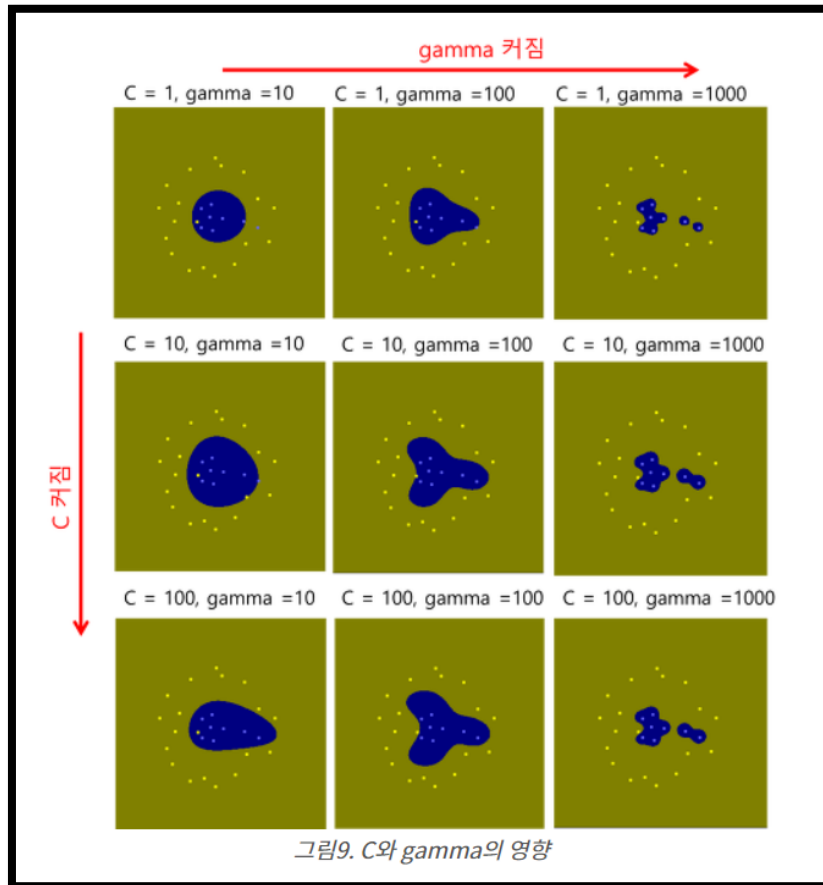 gamma 커짐
C = 1, gamma =10
C = 1, gamma =100
C = 1, gamma =1000
C 커짐
C = 10, gamma =10
C = 10, gamma =100
C = 10, gamma =1000
C = 100, gamma =10
C = 100, gamma =100
C = 100, gamma =1000
그림9. C와 gamma의 영향